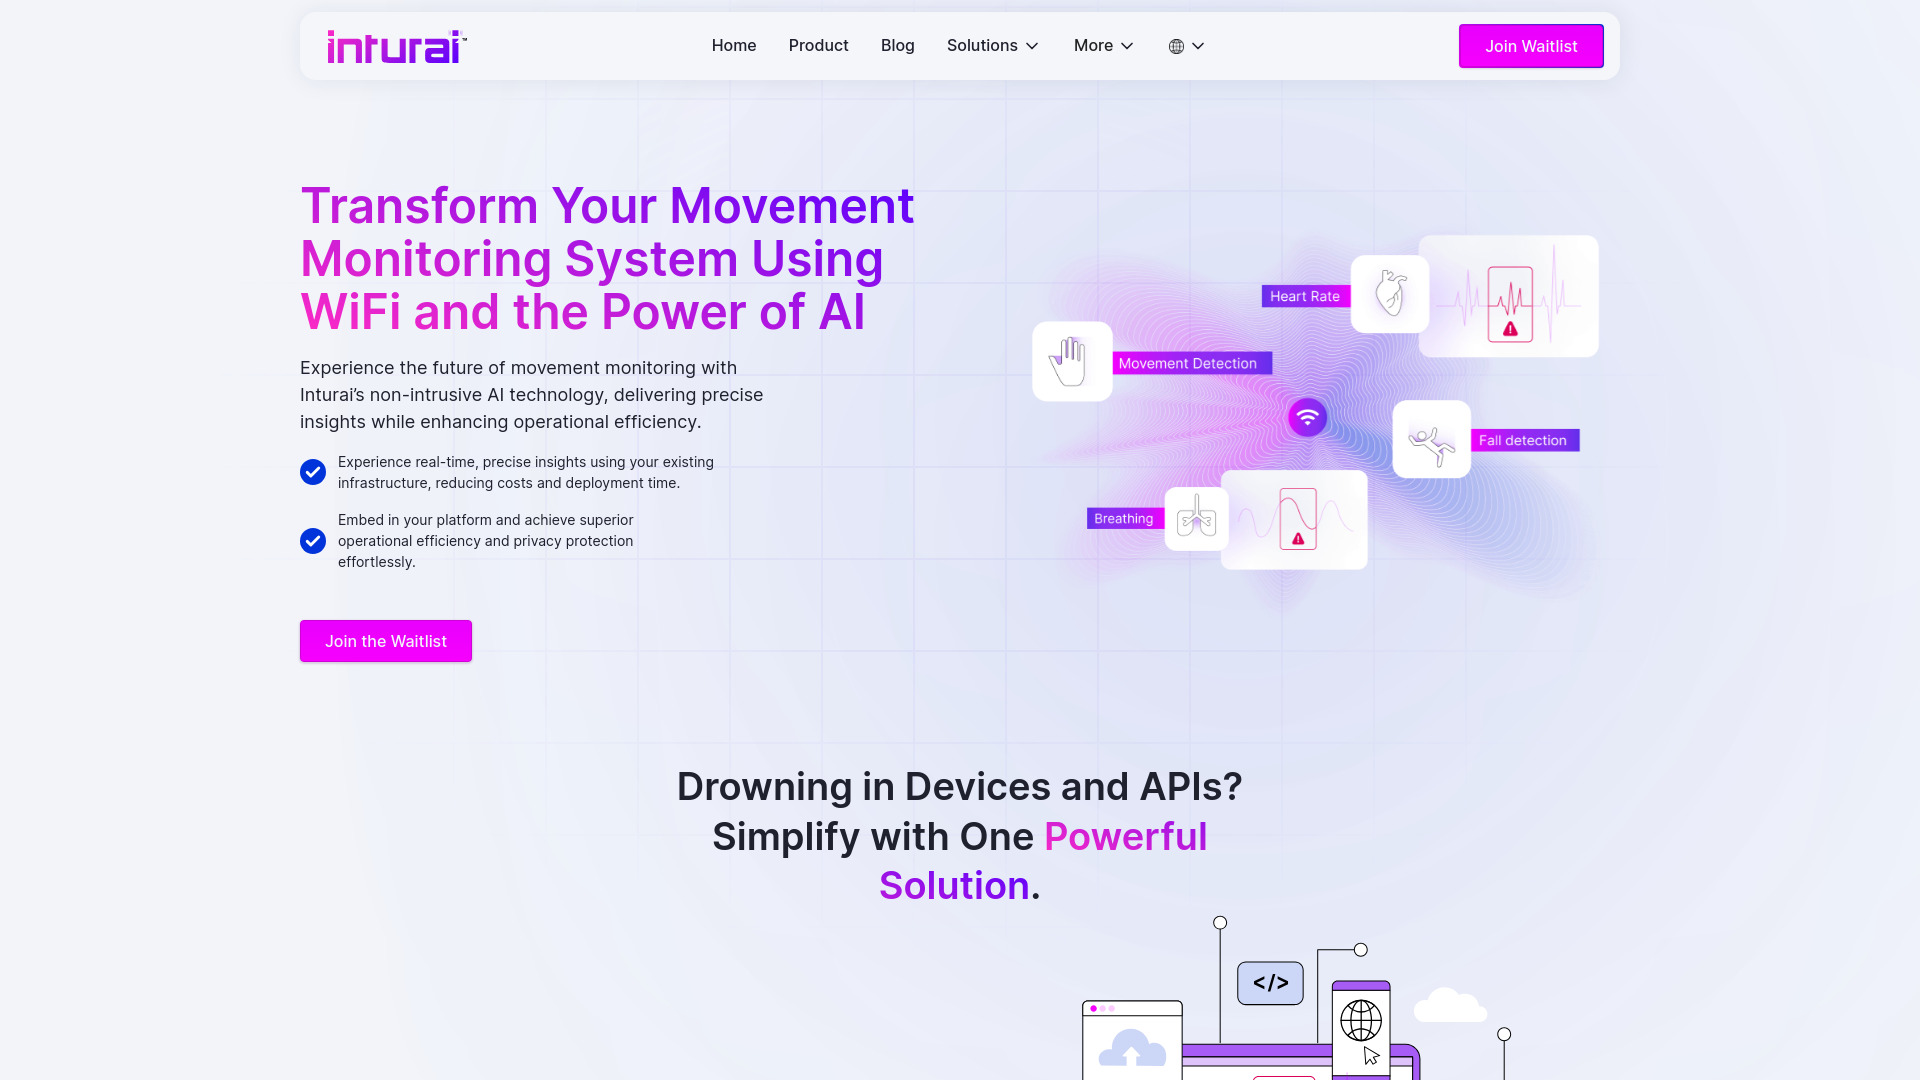 inturai™
Home
Product
Blog
Solutions
More
Join Waitlist
Transform Your Movement
Monitoring System Using
WiFi and the Power of AI
Experience the future of movement monitoring with
Inturai’s non-intrusive AI technology, delivering precise
insights while enhancing operational efficiency.
Experience real-time, precise insights using your existing
infrastructure, reducing costs and deployment time.
Embed in your platform and achieve superior
operational efficiency and privacy protection
effortlessly.
Join the Waitlist
Heart Rate
Movement Detection
Fall detection
Breathing
Drowning in Devices and APIs?
Simplify with One Powerful
Solution.
</>